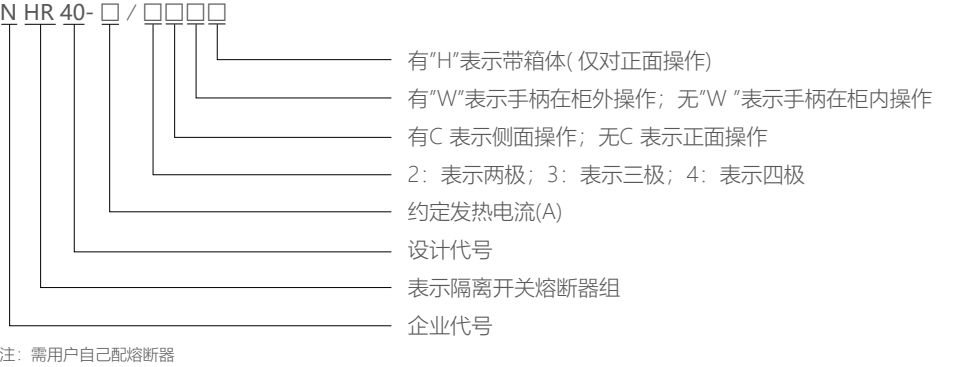 N HR 40- □ / □□□□
有"H"表示带箱体( 仅对正面操作)
有"W"表示手柄在柜外操作；无"W "表示手柄在柜内操作
有C 表示侧面操作；无C 表示正面操作
2：表示两极；3：表示三极；4：表示四极
约定发热电流(A)
设计代号
表示隔离开关熔断器组
企业代号
注：需用户自己配熔断器